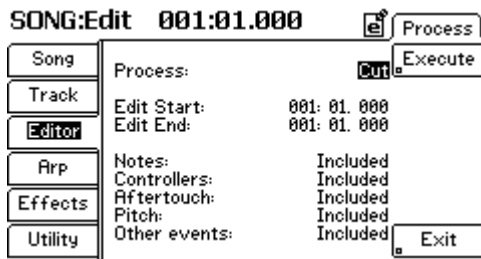 SONG:Edit 001:01.000 e Process
Song
Process: Cut Execute
Track
Edit Start: 001: 01. 000
Editor
Edit End: 001: 01. 000
Arp
Notes: Included
Controllers: Included
Effects
Aftertouch: Included
Pitch: Included
Utility
Other events: Included Exit